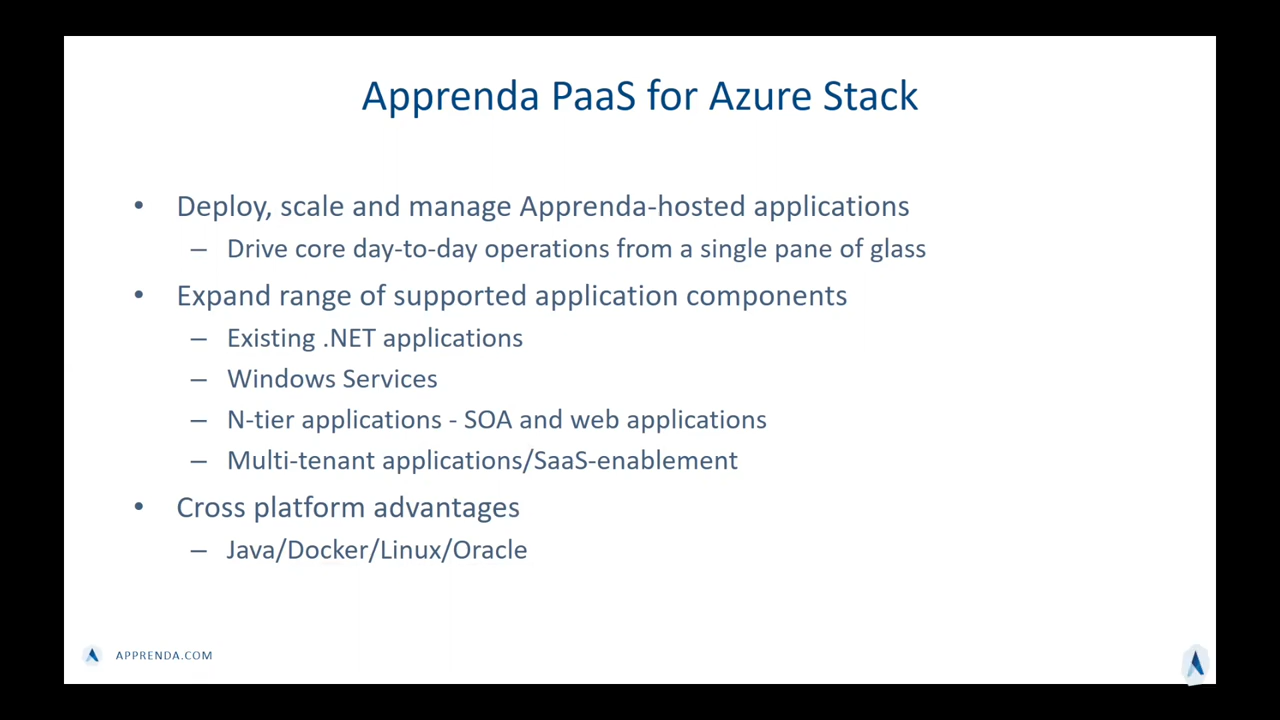 Apprenda PaaS for Azure Stack
• Deploy, scale and manage Apprenda-hosted applications
– Drive core day-to-day operations from a single pane of glass
• Expand range of supported application components
– Existing .NET applications
– Windows Services
– N-tier applications - SOA and web applications
– Multi-tenant applications/SaaS-enablement
• Cross platform advantages
– Java/Docker/Linux/Oracle
APPRENDA.COM